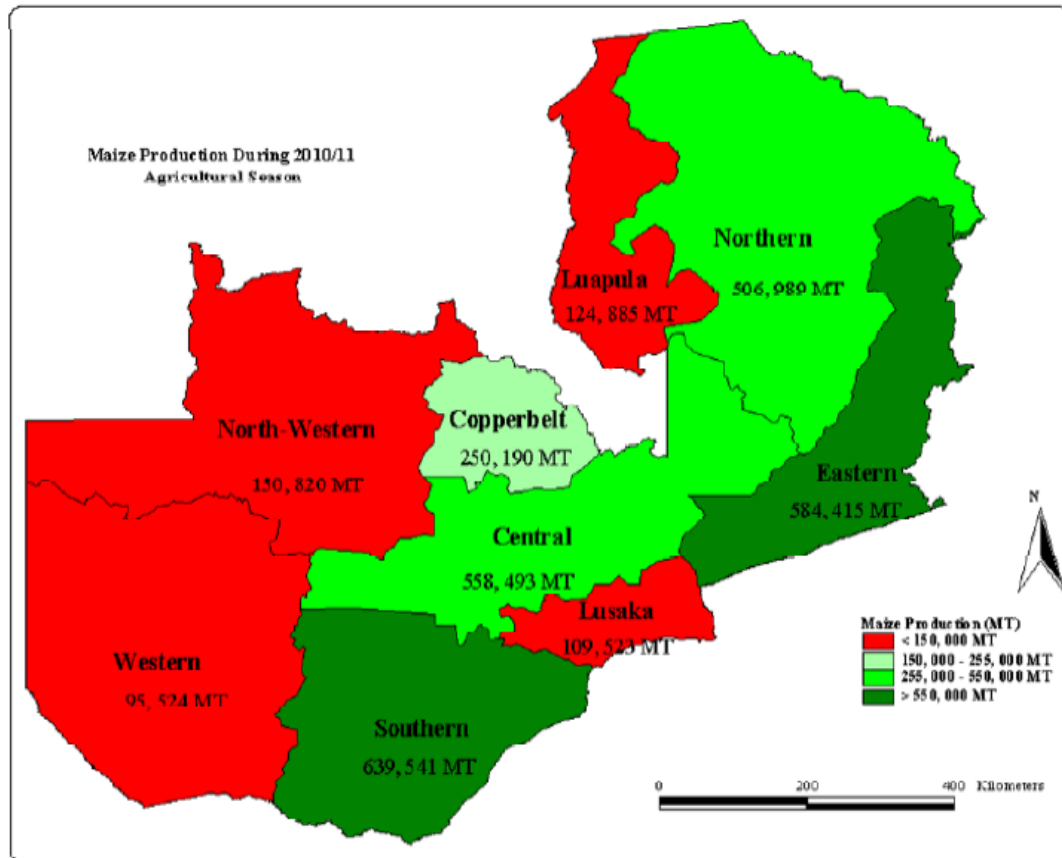 Maize Production During 2010/11
Agricultural Season
Northern
506, 989 MT
Luapula
124, 885 MT
Copperbelt
250, 190 MT
North-Western
150, 820 MT
Eastern
584, 415 MT
Central
558, 493 MT
Lusaka
109, 523 MT
Western
95, 524 MT
Southern
639, 541 MT
N
Maize Production (MT)
< 150, 000 MT
150, 000 - 255, 000 MT
255, 000 - 550, 000 MT
> 550, 000 MT
0 200 400 Kilometers